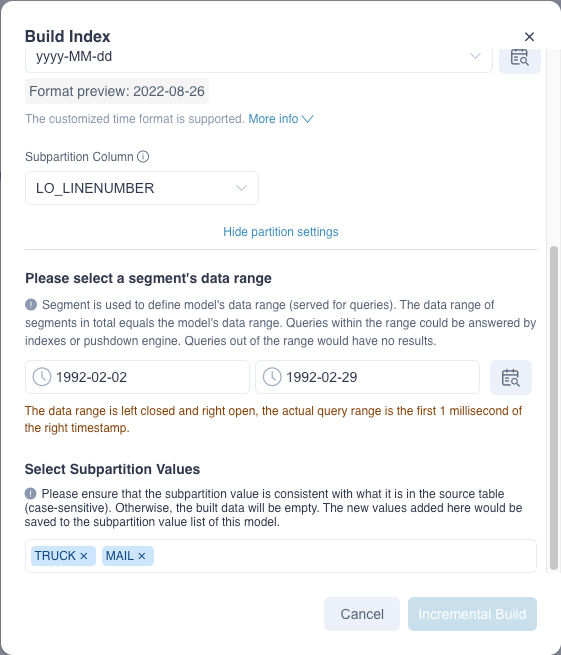 Build Index
yyyy-MM-dd
Format preview: 2022-08-26
The customized time format is supported. More info
Subpartition Column
LO_LINENUMBER
Hide partition settings
Please select a segment's data range
Segment is used to define model's data range (served for queries). The data range of
segments in total equals the model's data range. Queries within the range could be answered by
indexes or pushdown engine. Queries out of the range would have no results.
1992-02-02 1992-02-29
The data range is left closed and right open, the actual query range is the first 1 millisecond of
the right timestamp.
Select Subpartition Values
Please ensure that the subpartition value is consistent with what it is in the source table
(case-sensitive). Otherwise, the built data will be empty. The new values added here would be
saved to the subpartition value list of this model.
TRUCK × MAIL ×
Cancel Incremental Build